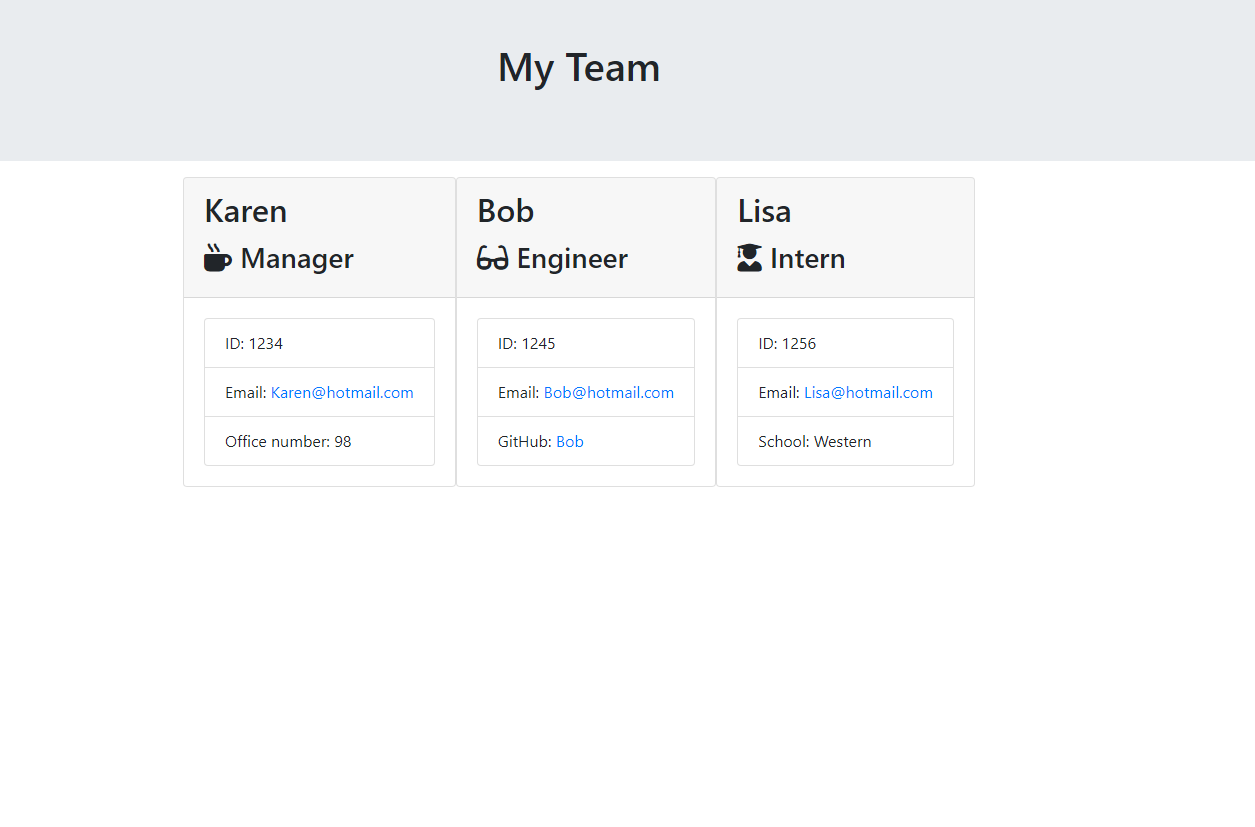 My Team
Karen
Manager
ID: 1234
Email: Karen@hotmail.com
Office number: 98
Bob
Engineer
ID: 1245
Email: Bob@hotmail.com
GitHub: Bob
Lisa
Intern
ID: 1256
Email: Lisa@hotmail.com
School: Western